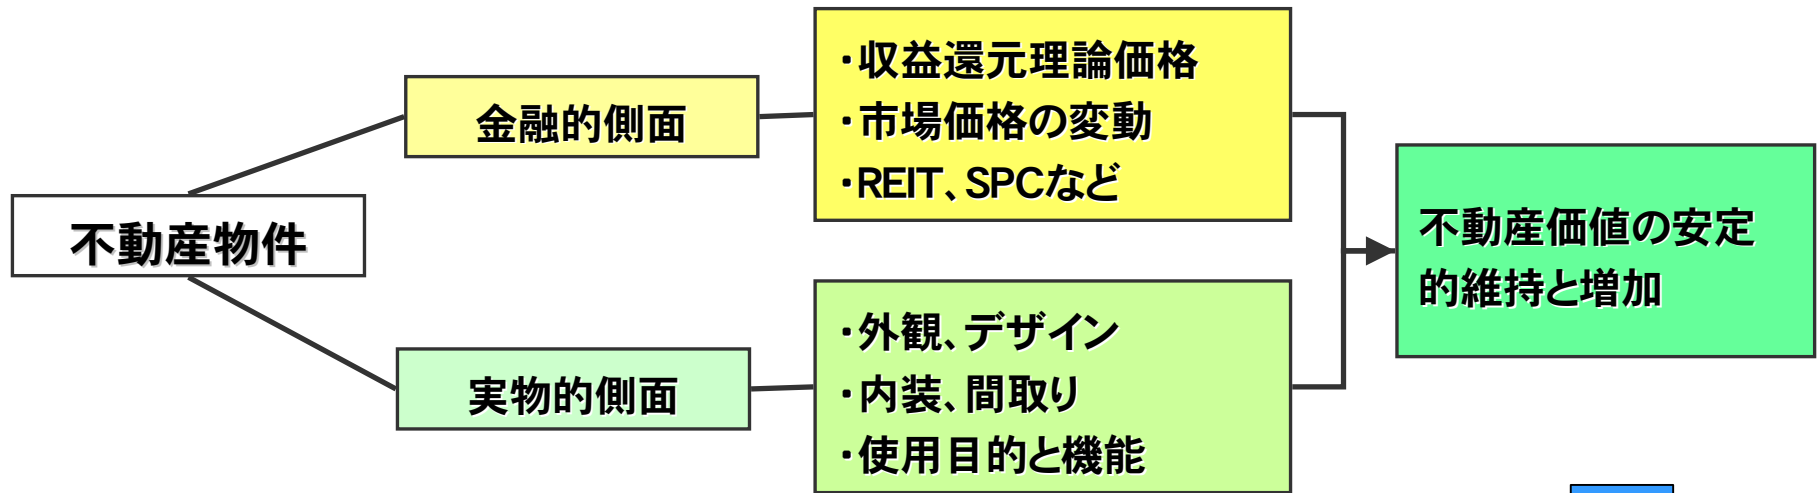 不動産物件
金融的側面
・収益還元理論価格
・市場価格の変動
・REIT、SPCなど
実物的側面
・外観、デザイン
・内装、間取り
・使用目的と機能
不動産価値の安定
的維持と増加